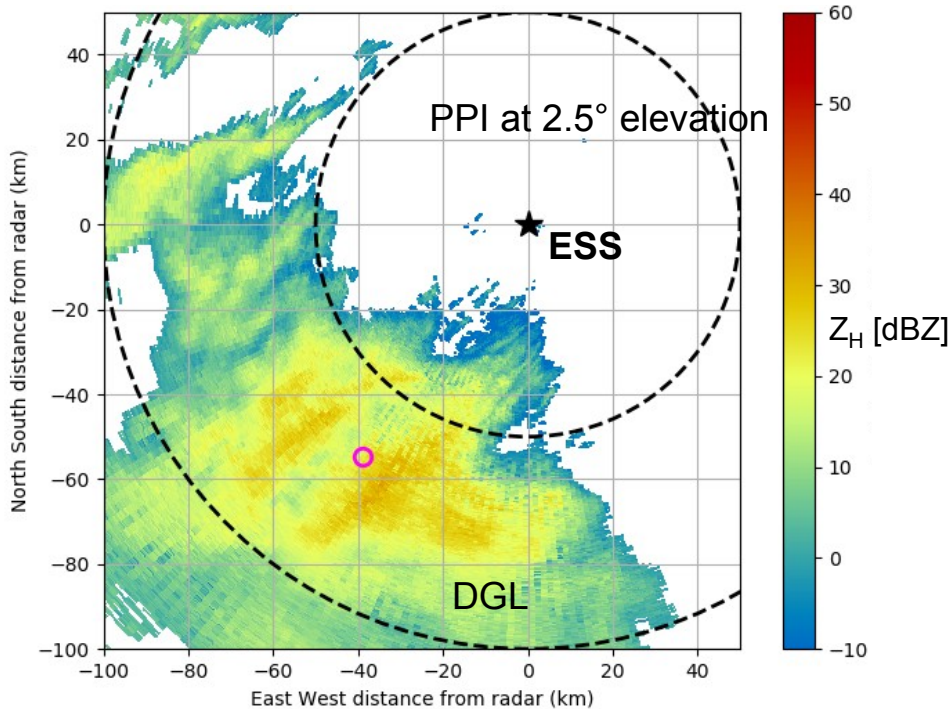 PPI at 2.5° elevation
ESS
DGL
40
20
0
−20
−40
−60
−80
−100
North South distance from radar (km)
−100 −80 −60 −40 −20 0 20 40
East West distance from radar (km)
60
50
40
30
20
10
0
−10
Z_H [dBZ]